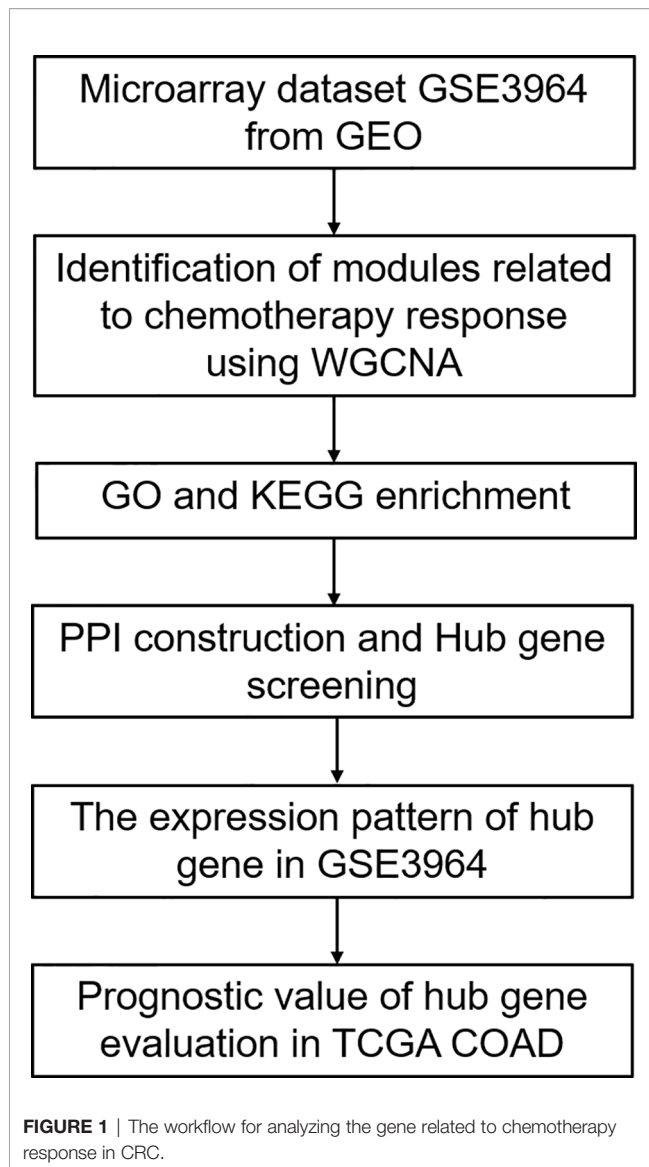 Microarray dataset GSE3964
from GEO
Identification of modules related
to chemotherapy response
using WGCNA
GO and KEGG enrichment
PPI construction and Hub gene
screening
The expression pattern of hub
gene in GSE3964
Prognostic value of hub gene
evaluation in TCGA COAD
FIGURE 1 | The workflow for analyzing the gene related to chemotherapy
response in CRC.